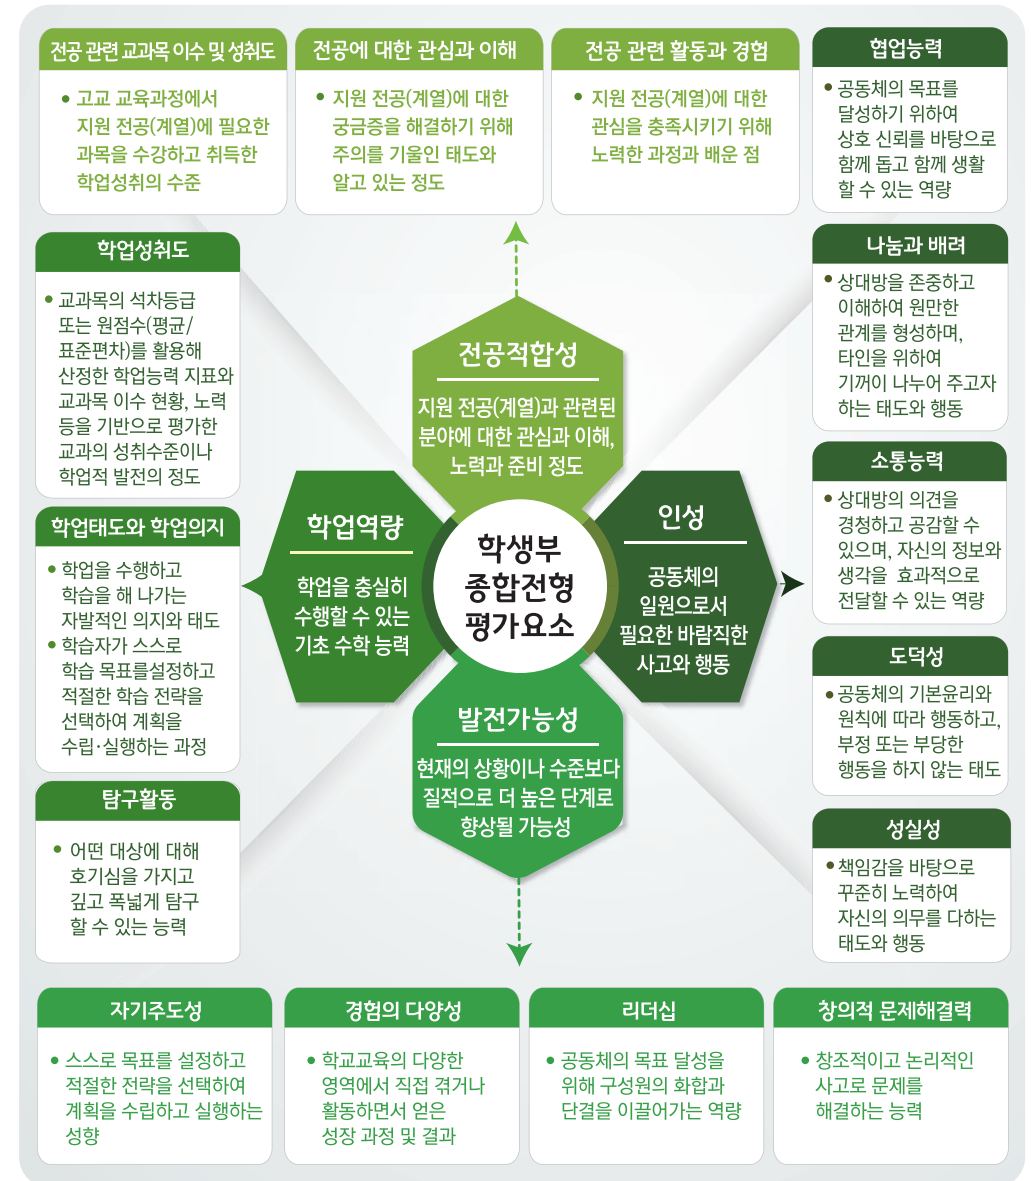 전공 관련 교과목 이수 및 성취도
• 고교 교육과정에서
지원 전공(계열)에 필요한
과목을 수강하고 취득한
학업성취의 수준
전공에 대한 관심과 이해
• 지원 전공(계열)에 대한
궁금증을 해결하기 위해
주의를 기울인 태도와
알고 있는 정도
전공 관련 활동과 경험
• 지원 전공(계열)에 대한
관심을 충족시키기 위해
노력한 과정과 배운 점
협업능력
• 공동체의 목표를
달성하기 위하여
상호 신뢰를 바탕으로
함께 돕고 함께 생활
할 수 있는 역량
학업성취도
• 교과목의 석차등급
또는 원점수(평균/
표준편차)를 활용해
산정한 학업능력 지표와
교과목 이수 현황, 노력
등을 기반으로 평가한
교과의 성취수준이나
학업적 발전의 정도
나눔과 배려
• 상대방을 존중하고
이해하여 원만한
관계를 형성하며,
타인을 위하여
기꺼이 나누어 주고자
하는 태도와 행동
전공적합성
지원 전공(계열)과 관련된
분야에 대한 관심과 이해,
노력과 준비 정도
학업역량
학업을 충실히
수행할 수 있는
기초 수학 능력
학생부
종합전형
평가요소
인성
공동체의
일원으로서
필요한 바람직한
사고와 행동
발전가능성
현재의 상황이나 수준보다
질적으로 더 높은 단계로
향상될 가능성
학업태도와 학업의지
• 학업을 수행하고
학습을 해 나가는
자발적인 의지와 태도
• 학습자가 스스로
학습 목표를설정하고
적절한 학습 전략을
선택하여 계획을
수립·실행하는 과정
소통능력
• 상대방의 의견을
경청하고 공감할 수
있으며, 자신의 정보와
생각을 효과적으로
전달할 수 있는 역량
도덕성
• 공동체의 기본윤리와
원칙에 따라 행동하고,
부정 또는 부당한
행동을 하지 않는 태도
탐구활동
• 어떤 대상에 대해
호기심을 가지고
깊고 폭넓게 탐구
할 수 있는 능력
성실성
• 책임감을 바탕으로
꾸준히 노력하여
자신의 의무를 다하는
태도와 행동
자기주도성
• 스스로 목표를 설정하고
적절한 전략을 선택하여
계획을 수립하고 실행하는
성향
경험의 다양성
• 학교교육의 다양한
영역에서 직접 겪거나
활동하면서 얻은
성장 과정 및 결과
리더십
• 공동체의 목표 달성을
위해 구성원의 화합과
단결을 이끌어가는 역량
창의적 문제해결력
• 창조적이고 논리적인
사고로 문제를
해결하는 능력